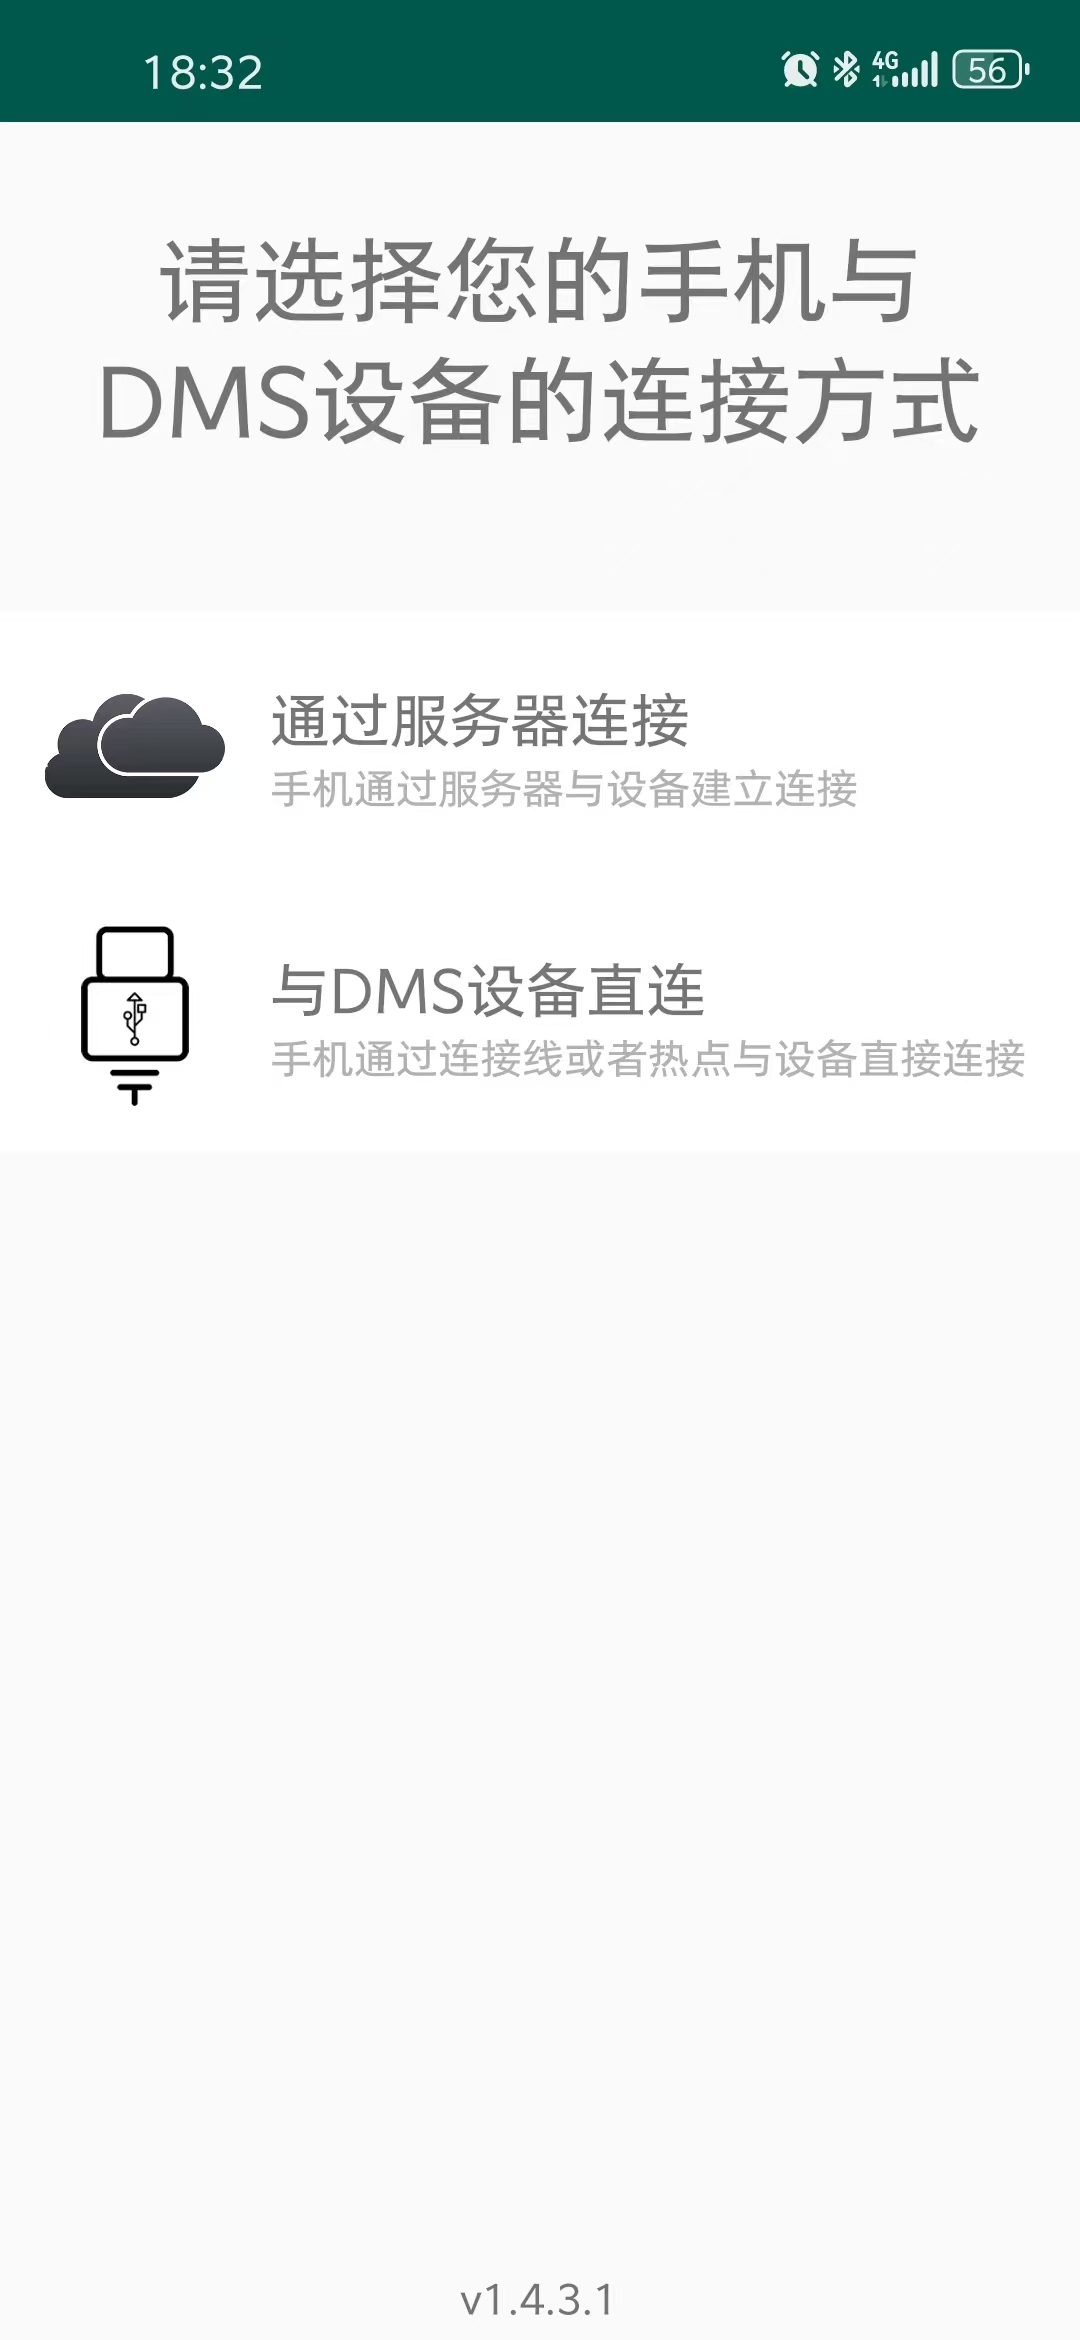 18:32
4G
56
请选择您的手机与
DMS设备的连接方式
通过服务器连接
手机通过服务器与设备建立连接
与DMS设备直连
手机通过连接线或者热点与设备直接连接
v1.4.3.1